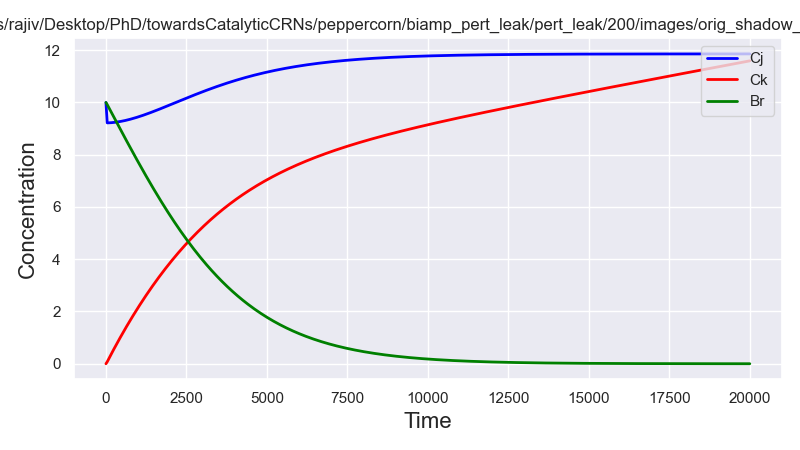 s/rajiv/Desktop/PhD/towardsCatalyticCRNs/peppercorn/biamp_pert_leak/pert_leak/200/images/orig_shadow_
12
10
8
6
4
2
0
Concentration
Cj
Ck
Br
0 2500 5000 7500 10000 12500 15000 17500 20000
Time